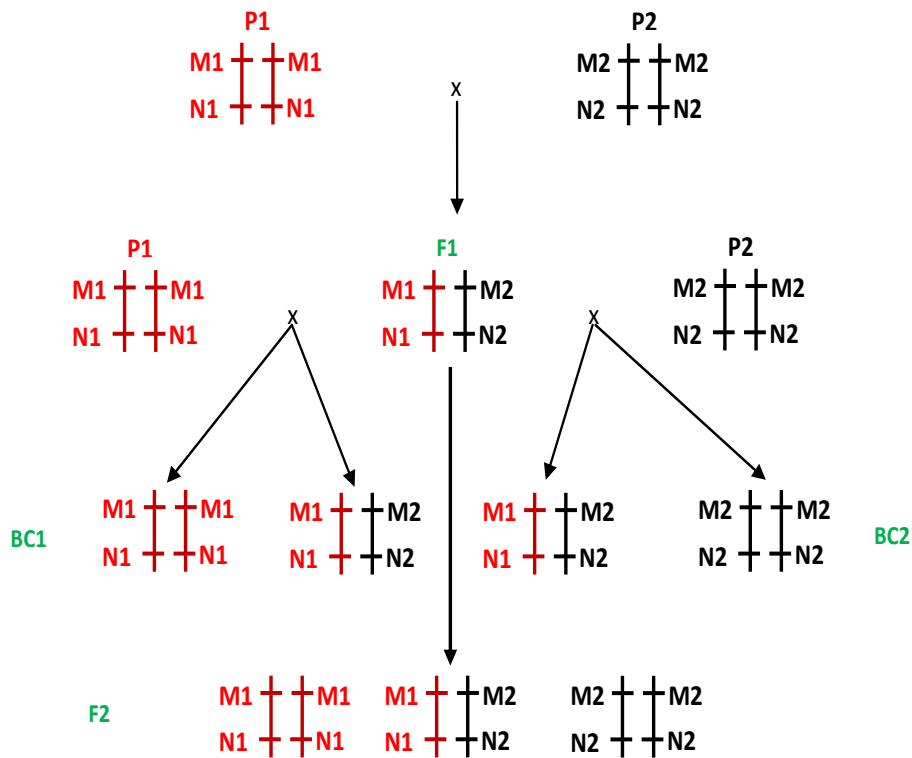 P1 P2
M1 M1 M2 M2
N1 N1 N2 N2
x
P1 F1 P2
M1 M1 M1 M2 M2 M2
N1 N1 N1 N2 N2 N2
x x
M1 M1 M1 M2 M1 M2 M2 M2
BC1 BC2
N1 N1 N1 N2 N1 N2 N2 N2
M1 M1 M1 M2 M2 M2
F2
N1 N1 N1 N2 N2 N2